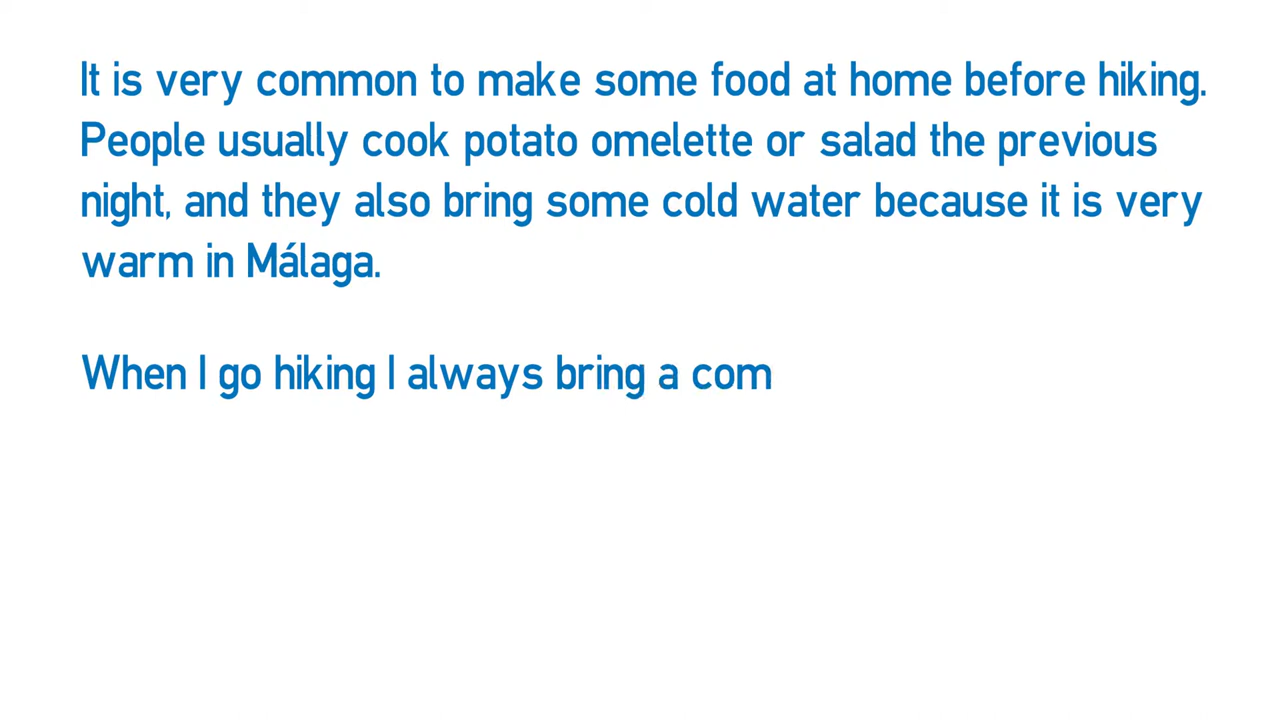 It is very common to make some food at home before hiking.
People usually cook potato omelette or salad the previous
night, and they also bring some cold water because it is very
warm in Málaga.
When I go hiking I always bring a com